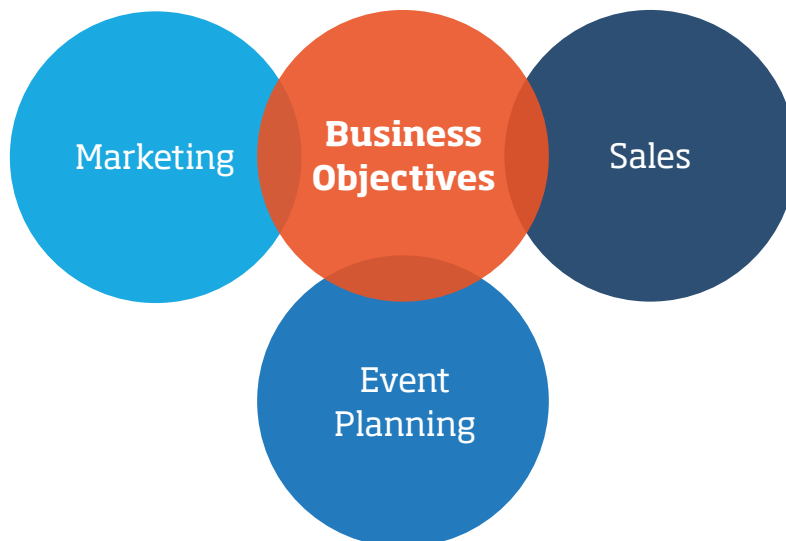 Marketing
Business
Objectives
Sales
Event
Planning